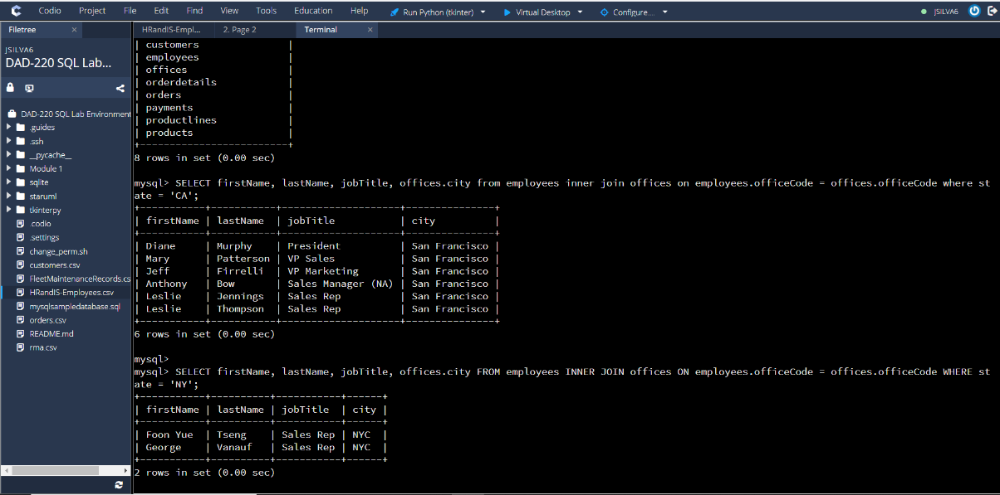 Codio Project File Edit Find View Tools Education Help Run Python (tkinter) Virtual Desktop Configure.... JSILVA6
Filetree × HRandIS-Empl... 2. Page 2 Terminal ×
JSILVA6
DAD-220 SQL Lab...
DAD-220 SQL Lab Environment
.guides
.ssh
__pycache__
Module 1
sqlite
staruml
tkinterpy
.codio
.settings
change_perm.sh
customers.csv
FleetMaintenanceRecords.cs
HRandIS-Employees.csv
mysqlsampledatabase.sql
orders.csv
README.md
rma.csv
| customers |
| employees |
| offices |
| orderdetails |
| orders |
| payments |
| productlines |
| products |
+-------------------------+
8 rows in set (0.00 sec)
mysql> SELECT firstName, lastName, jobTitle, offices.city from employees inner join offices on employees.officeCode = offices.officeCode where st
ate = 'CA';
+-----------+-----------+--------------------+---------------+
| firstName | lastName | jobTitle | city |
+-----------+-----------+--------------------+---------------+
| Diane | Murphy | President | San Francisco |
| Mary | Patterson | VP Sales | San Francisco |
| Jeff | Firrelli | VP Marketing | San Francisco |
| Anthony | Bow | Sales Manager (NA) | San Francisco |
| Leslie | Jennings | Sales Rep | San Francisco |
| Leslie | Thompson | Sales Rep | San Francisco |
+-----------+-----------+--------------------+---------------+
6 rows in set (0.00 sec)
mysql>
mysql> SELECT firstName, lastName, jobTitle, offices.city FROM employees INNER JOIN offices ON employees.officeCode = offices.officeCode WHERE st
ate = 'NY';
+-----------+----------+-----------+------+
| firstName | lastName | jobTitle | city |
+-----------+----------+-----------+------+
| Foon Yue | Tseng | Sales Rep | NYC |
| George | Vanauf | Sales Rep | NYC |
+-----------+----------+-----------+------+
2 rows in set (0.00 sec)